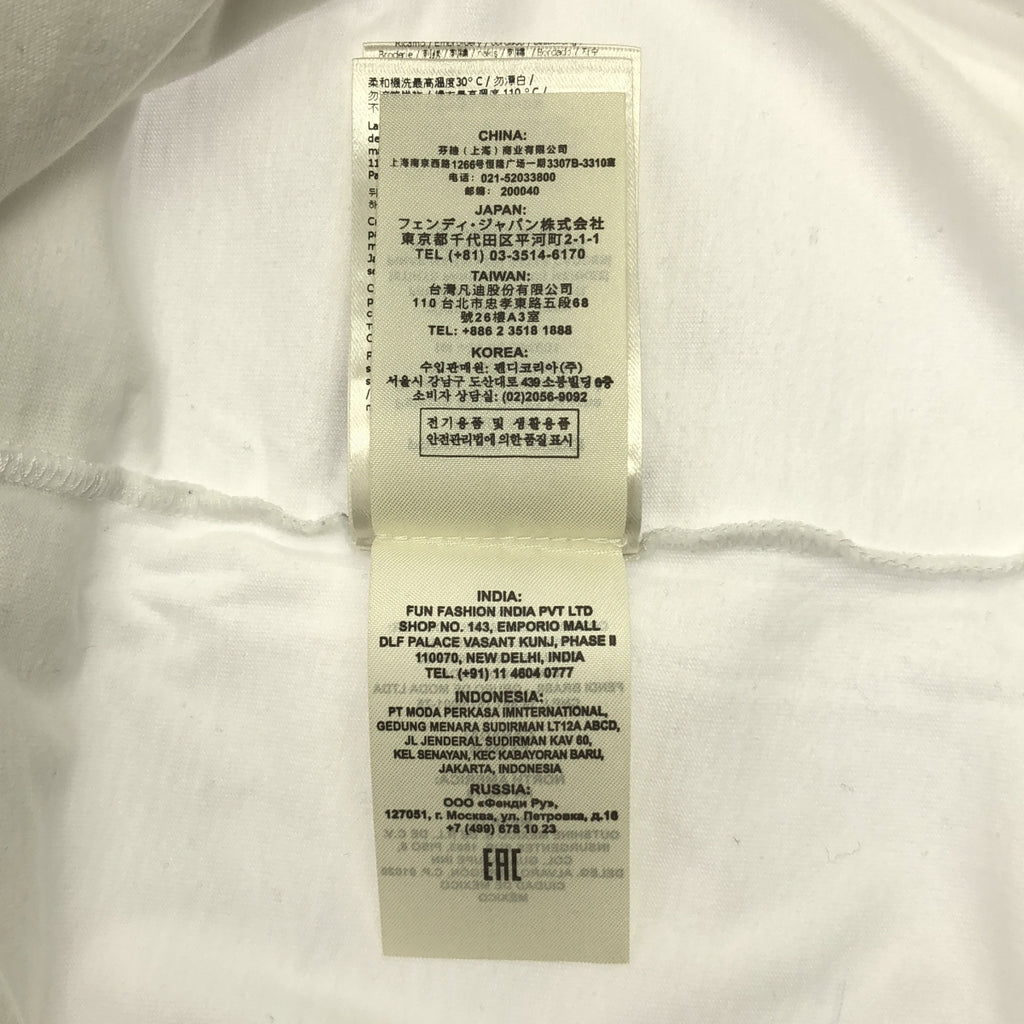 柔和機洗最高溫度30° C / 勿漂白 /
CHINA:
芬迪（上海）商业有限公司
上海南京西路1266号恒隆广场一期3307B-3310室
电话： 021-52033800
邮编： 200040
JAPAN:
フェンディ・ジャパン株式会社
東京都千代田区平河町2-1-1
TEL (+81) 03-3514-6170
TAIWAN:
台灣凡迪股份有限公司
110 台北市忠孝東路五段68
號26樓A3室
TEL: +886 2 3518 1888
KOREA:
수입판매원: 펜디코리아(주)
서울시 강남구 도산대로 439 소봉빌딩 6층
소비자 상담실: (02)2056-9092
전기용품 및 생활용품
안전관리법에 의한 품질 표시
INDIA:
FUN FASHION INDIA PVT LTD
SHOP NO. 143, EMPORIO MALL
DLF PALACE VASANT KUNJ, PHASE II
110070, NEW DELHI, INDIA
TEL. (+91) 11 4604 0777
INDONESIA:
PT MODA PERKASA IMNTERNATIONAL,
GEDUNG MENARA SUDIRMAN LT12A ABCD,
JL JENDERAL SUDIRMAN KAV 60,
KEL SENAYAN, KEC KABAYORAN BARU,
JAKARTA, INDONESIA
RUSSIA:
ООО «Фенди Ру»,
127051, г. Москва, ул. Петровка, д.16
+7 (499) 678 10 23
EAC